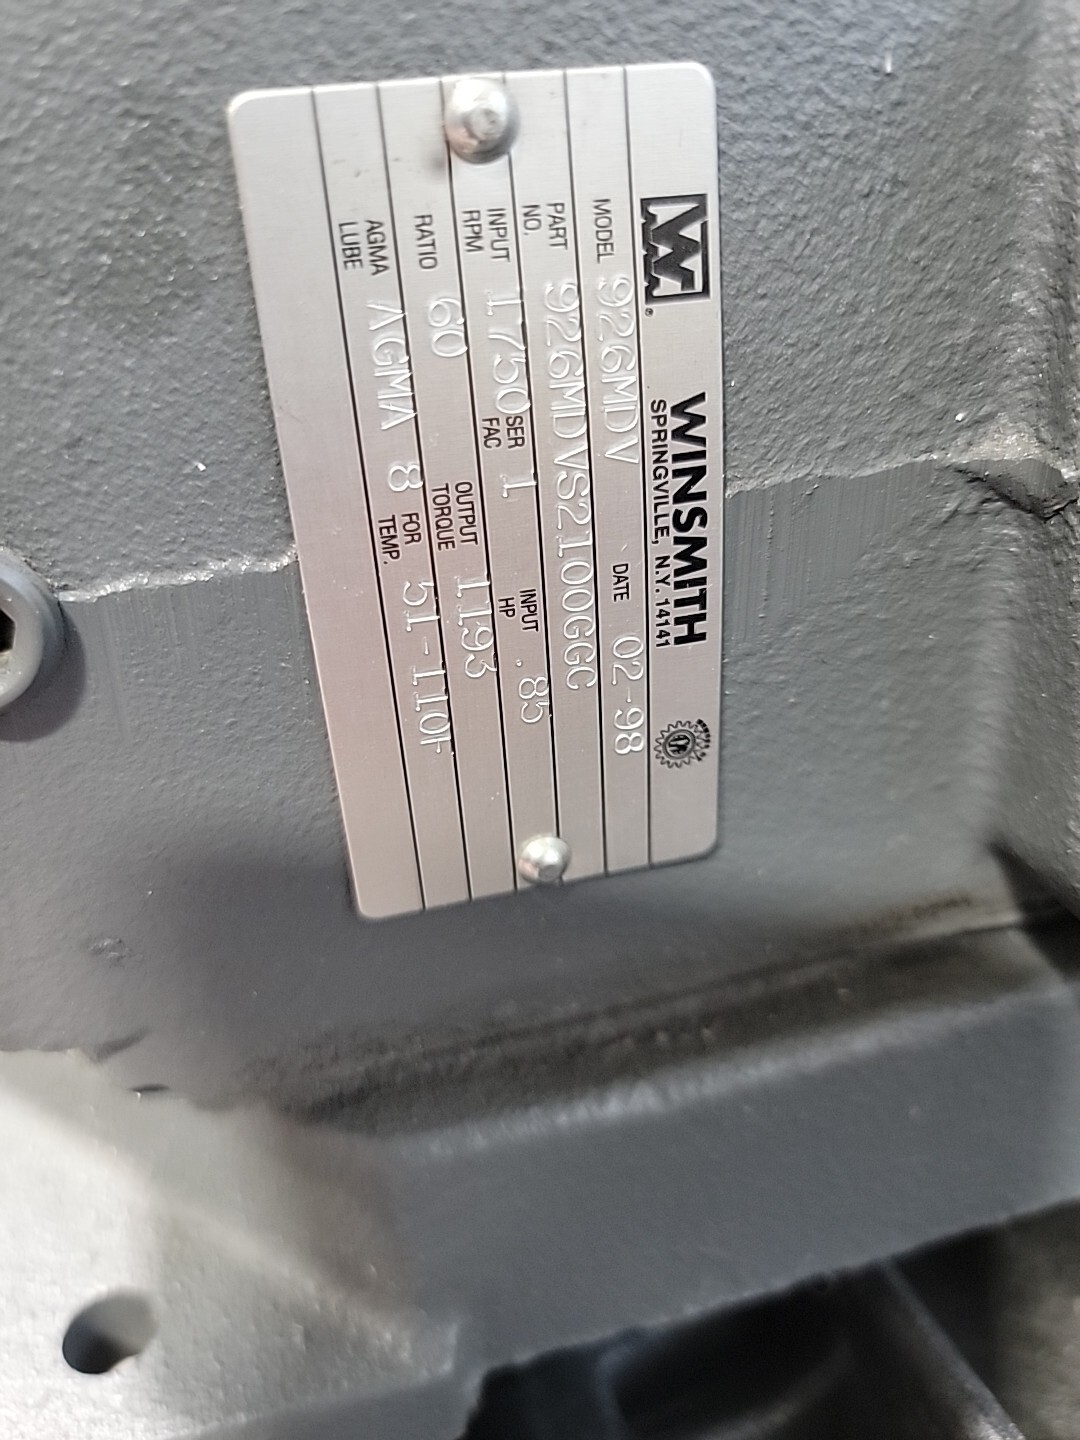 WINSMITH
SPRINGVILLE, N.Y. 14141
MODEL 926MDV DATE 02-98
PART NO. 926MDVS2100GGC
INPUT RPM 1750 SER FAC 1 INPUT HP .85
RATIO 60 OUTPUT TORQUE 1193
AGMA LUBE AGMA 8 FOR TEMP. 51-110F